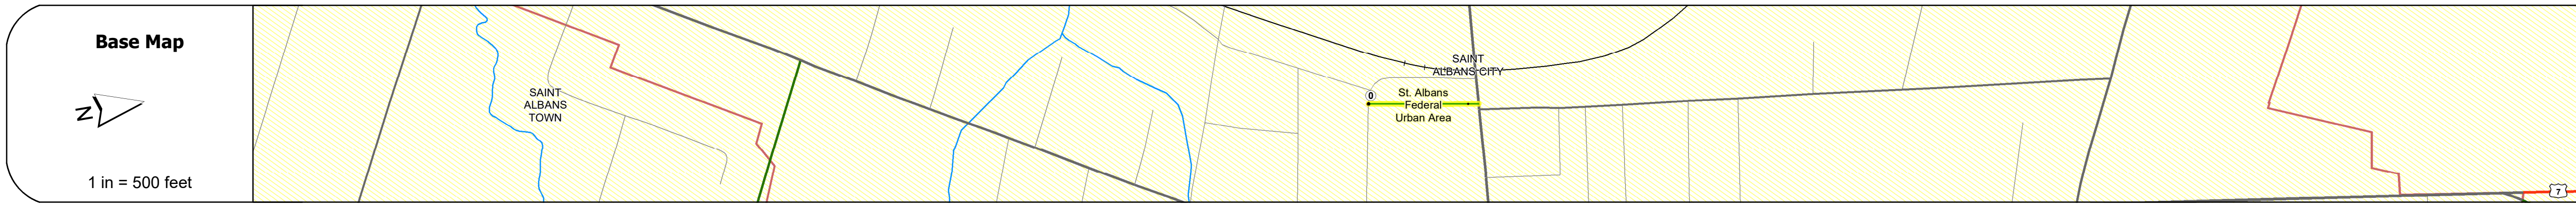 Base Map
N
1 in = 500 feet
SAINT
ALBANS
TOWN
0
St. Albans
Federal
Urban Area
SAINT
ALBANS CITY
7